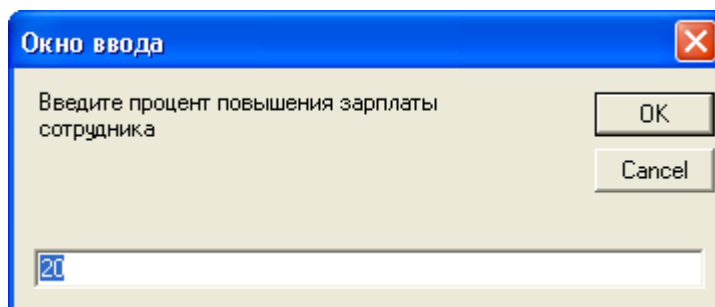 Окно ввода
Введите процент повышения зарплаты
сотрудника
OK
Cancel
20